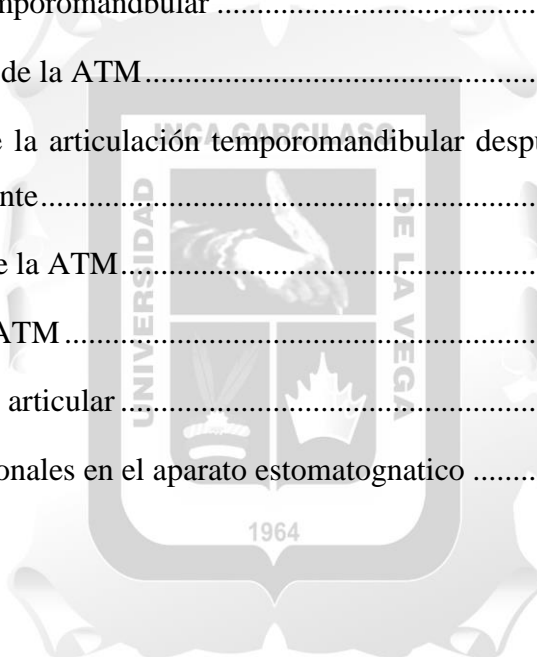 mporomandbular ..........................................
de la ATM..........................................
e la articulación temporomandibular despu
nte..........................................
e la ATM..........................................
ATM ..........................................
articular ..........................................
onales en el aparato estomatognatico .......
INCA GARCILASO
UNIVERSIDAD
DE LA VEGA
1964